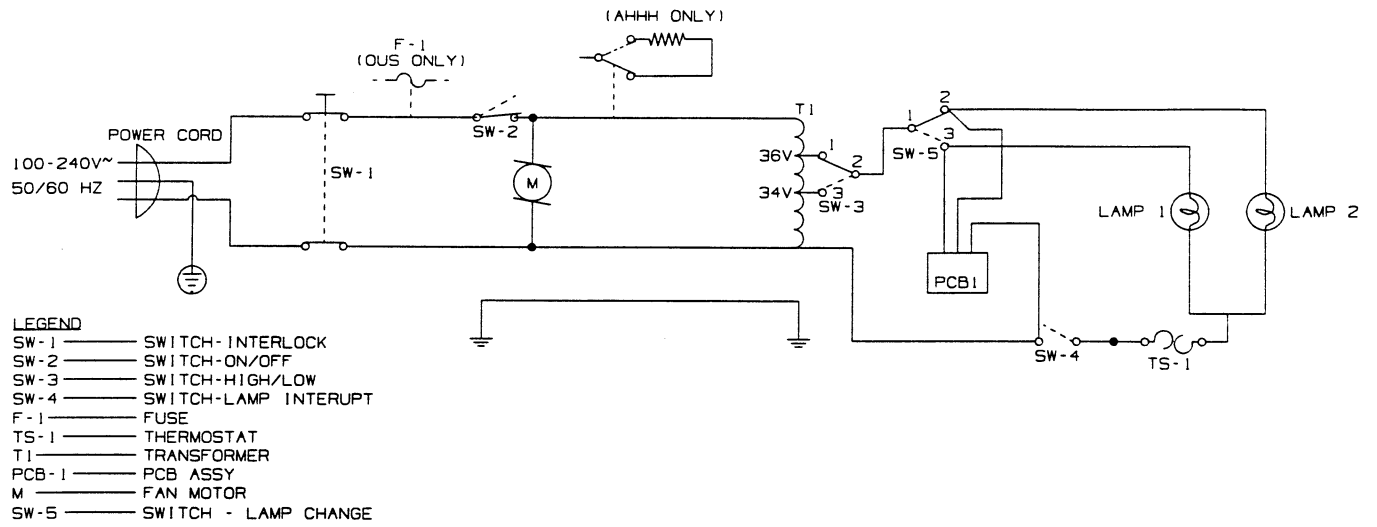 (AHHH ONLY)
F-1
(OUS ONLY)
T1
2
1
3
SW-2
SW-5
POWER CORD
100-240V~
50/60 HZ
SW-1
M
36V
1
2
34V
3
SW-3
LAMP 1
LAMP 2
PCB1
SW-4
TS-1
LEGEND
SW-1 SWITCH-INTERLOCK
SW-2 SWITCH-ON/OFF
SW-3 SWITCH-HIGH/LOW
SW-4 SWITCH-LAMP INTERUPT
F-1 FUSE
TS-1 THERMOSTAT
T1 TRANSFORMER
PCB-1 PCB ASSY
M FAN MOTOR
SW-5 SWITCH - LAMP CHANGE